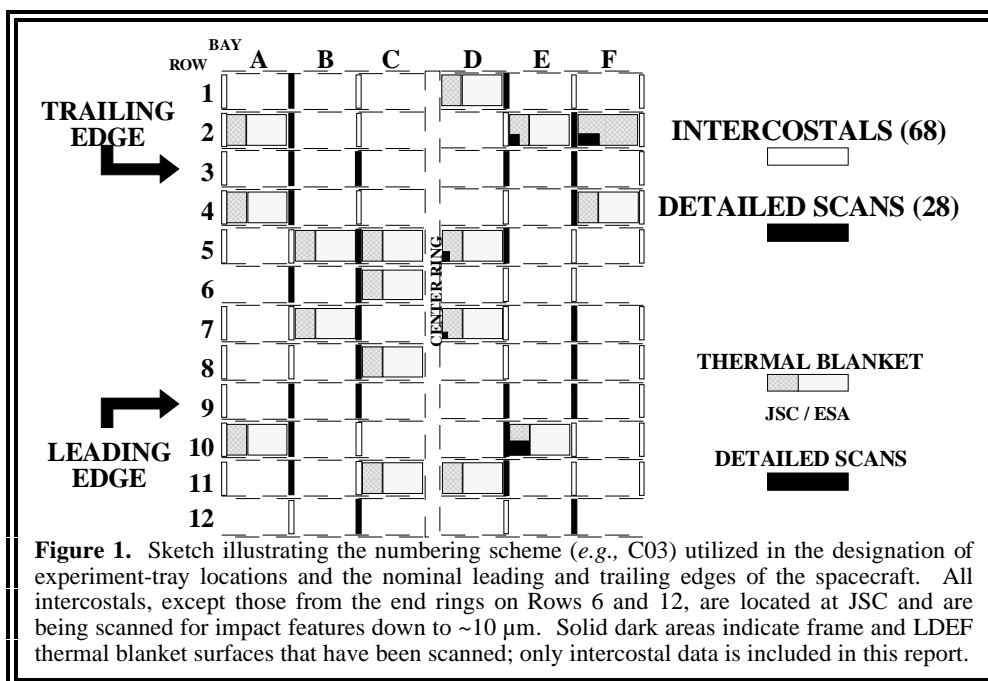 BAY
ROW
A B C D E F
1
TRAILING EDGE
2
INTERCOSTALS (68)
3
4
DETAILED SCANS (28)
5
CENTER RING
6
7
8
THERMAL BLANKET
JSC / ESA
9
10
LEADING EDGE
DETAILED SCANS
11
12
Figure 1. Sketch illustrating the numbering scheme (e.g., C03) utilized in the designation of
experiment-tray locations and the nominal leading and trailing edges of the spacecraft. All
intercostals, except those from the end rings on Rows 6 and 12, are located at JSC and are
being scanned for impact features down to ~10 µm. Solid dark areas indicate frame and LDEF
thermal blanket surfaces that have been scanned; only intercostal data is included in this report.